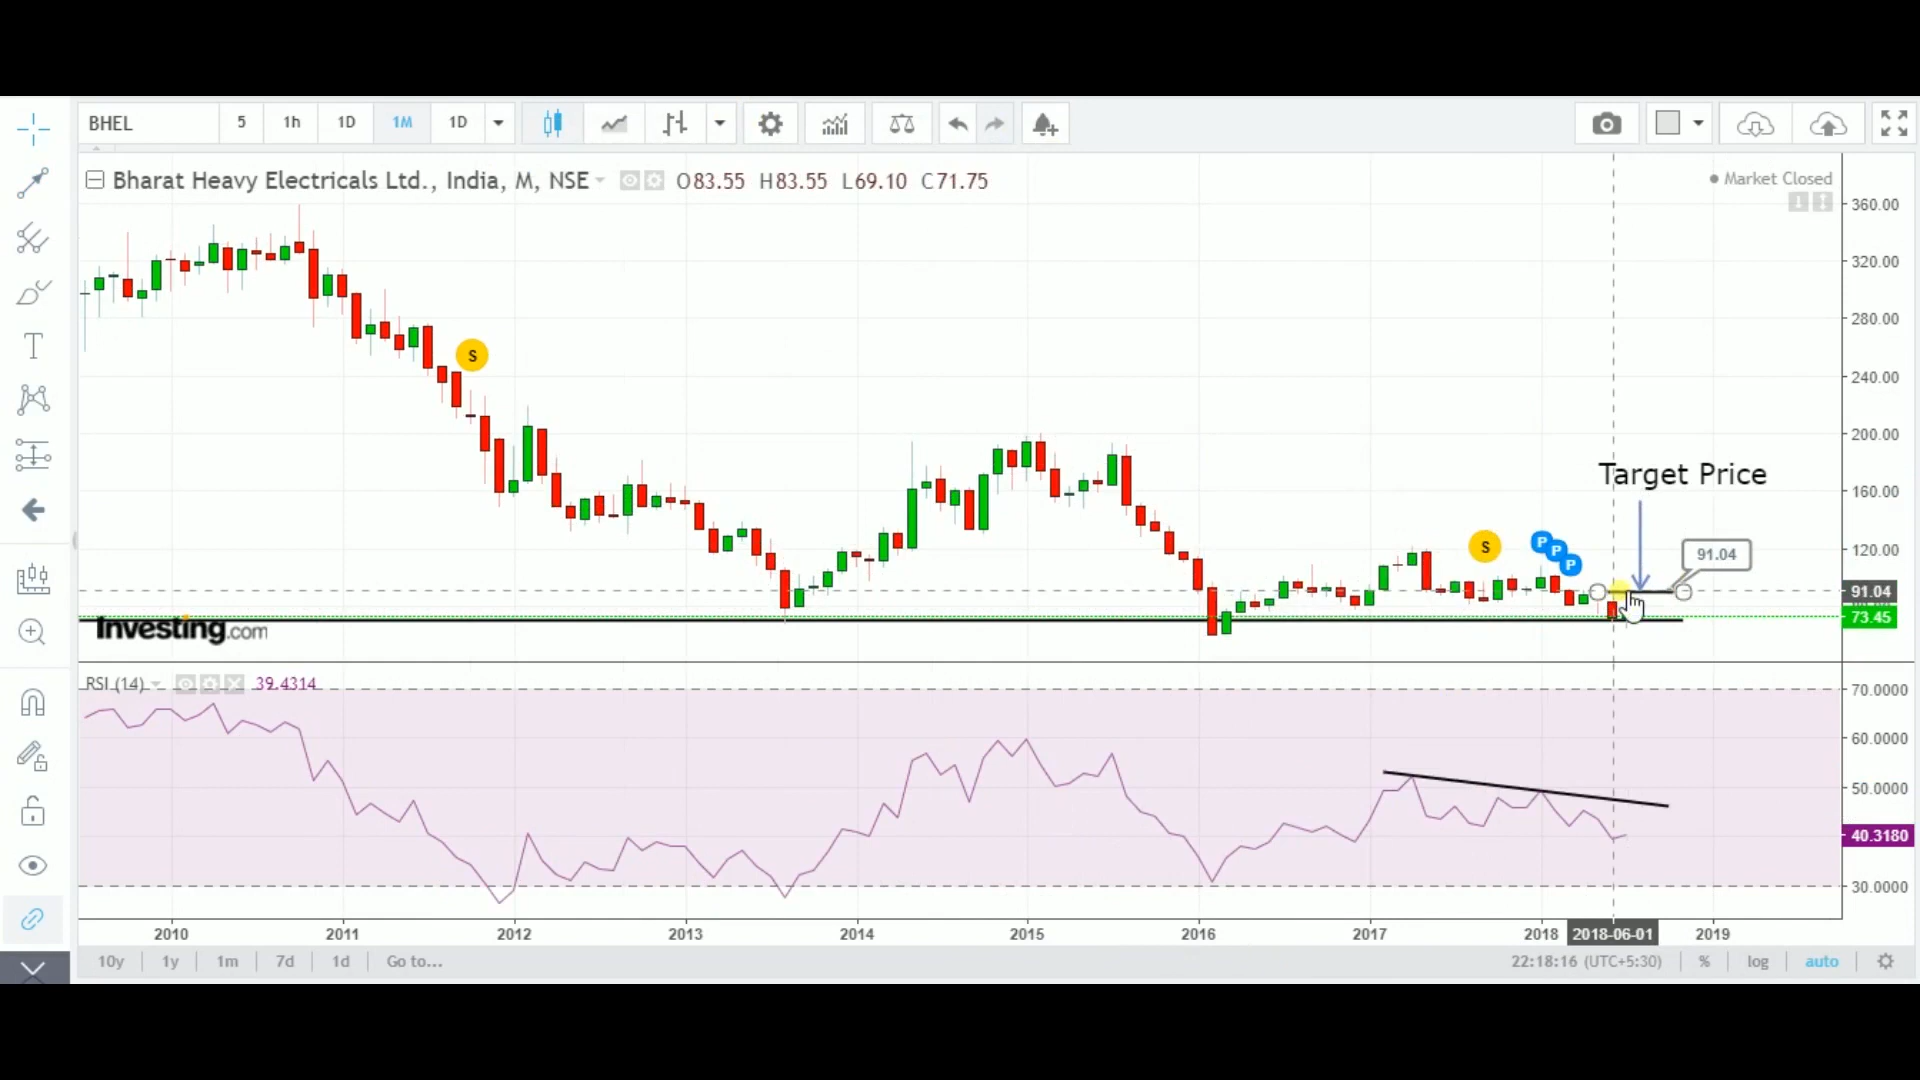 BHEL 5 1h 1D 1M 1D
Bharat Heavy Electricals Ltd., India, M, NSE O83.55 H83.55 L69.10 C71.75
Market Closed
360.00
320.00
280.00
240.00
S
200.00
Target Price
160.00
S
P
P
P
120.00
91.04
91.04
73.45
Investing.com
RSI (14) 39.4314
70.0000
60.0000
50.0000
40.3180
30.0000
2010 2011 2012 2013 2014 2015 2016 2017 2018 2018-06-01 2019
10y 1y 1m 7d 1d Go to... 22:18:16 (UTC+5:30) % log auto